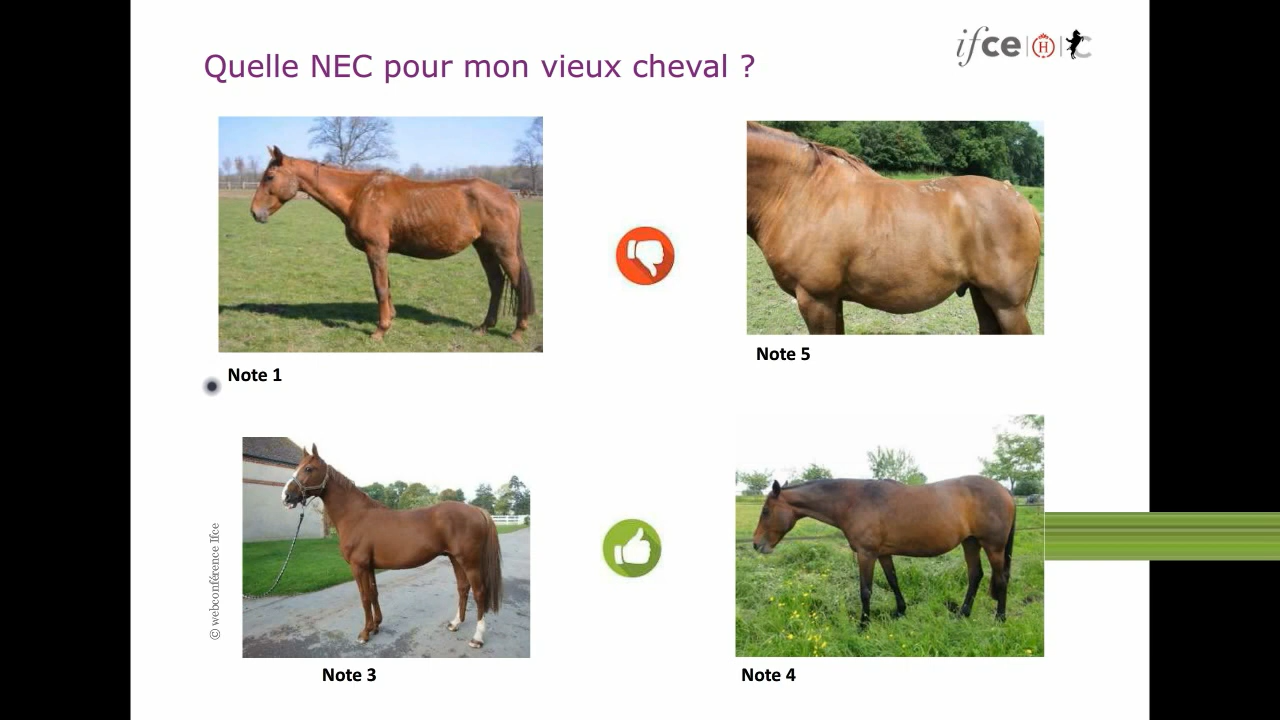 Quelle NEC pour mon vieux cheval ?
ifce
H
Note 1
Note 5
© webconférence Ifce
Note 3
Note 4